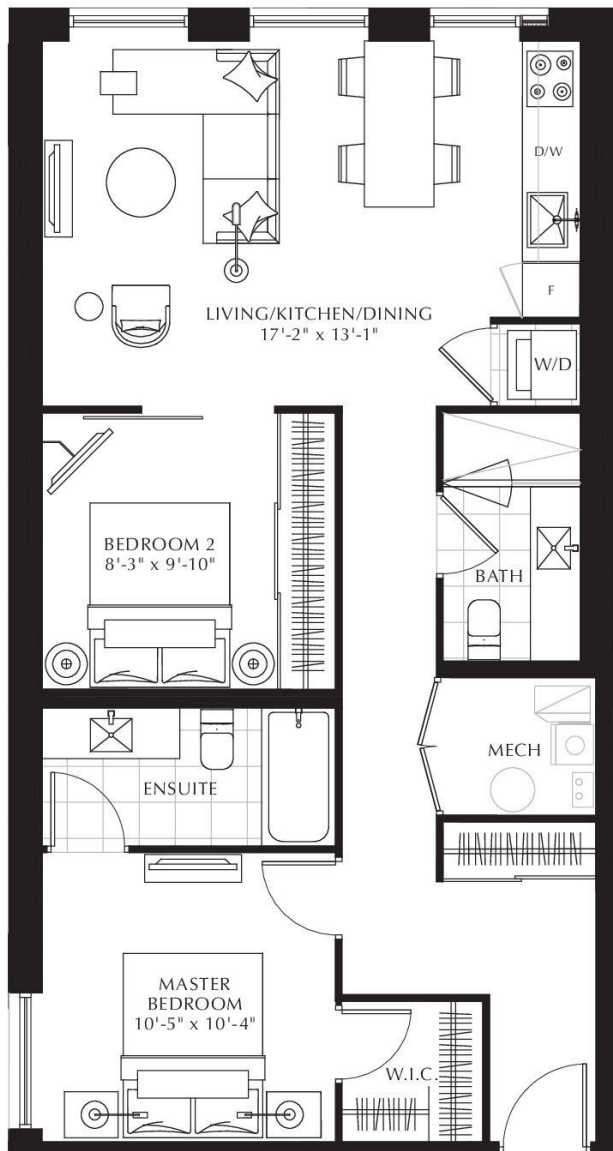 D/W
F
LIVING/KITCHEN/DINING
17'-2" x 13'-1"
W/D
BEDROOM 2
8'-3" x 9'-10"
BATH
MECH
ENSUITE
MASTER
BEDROOM
10'-5" x 10'-4"
W.I.C.